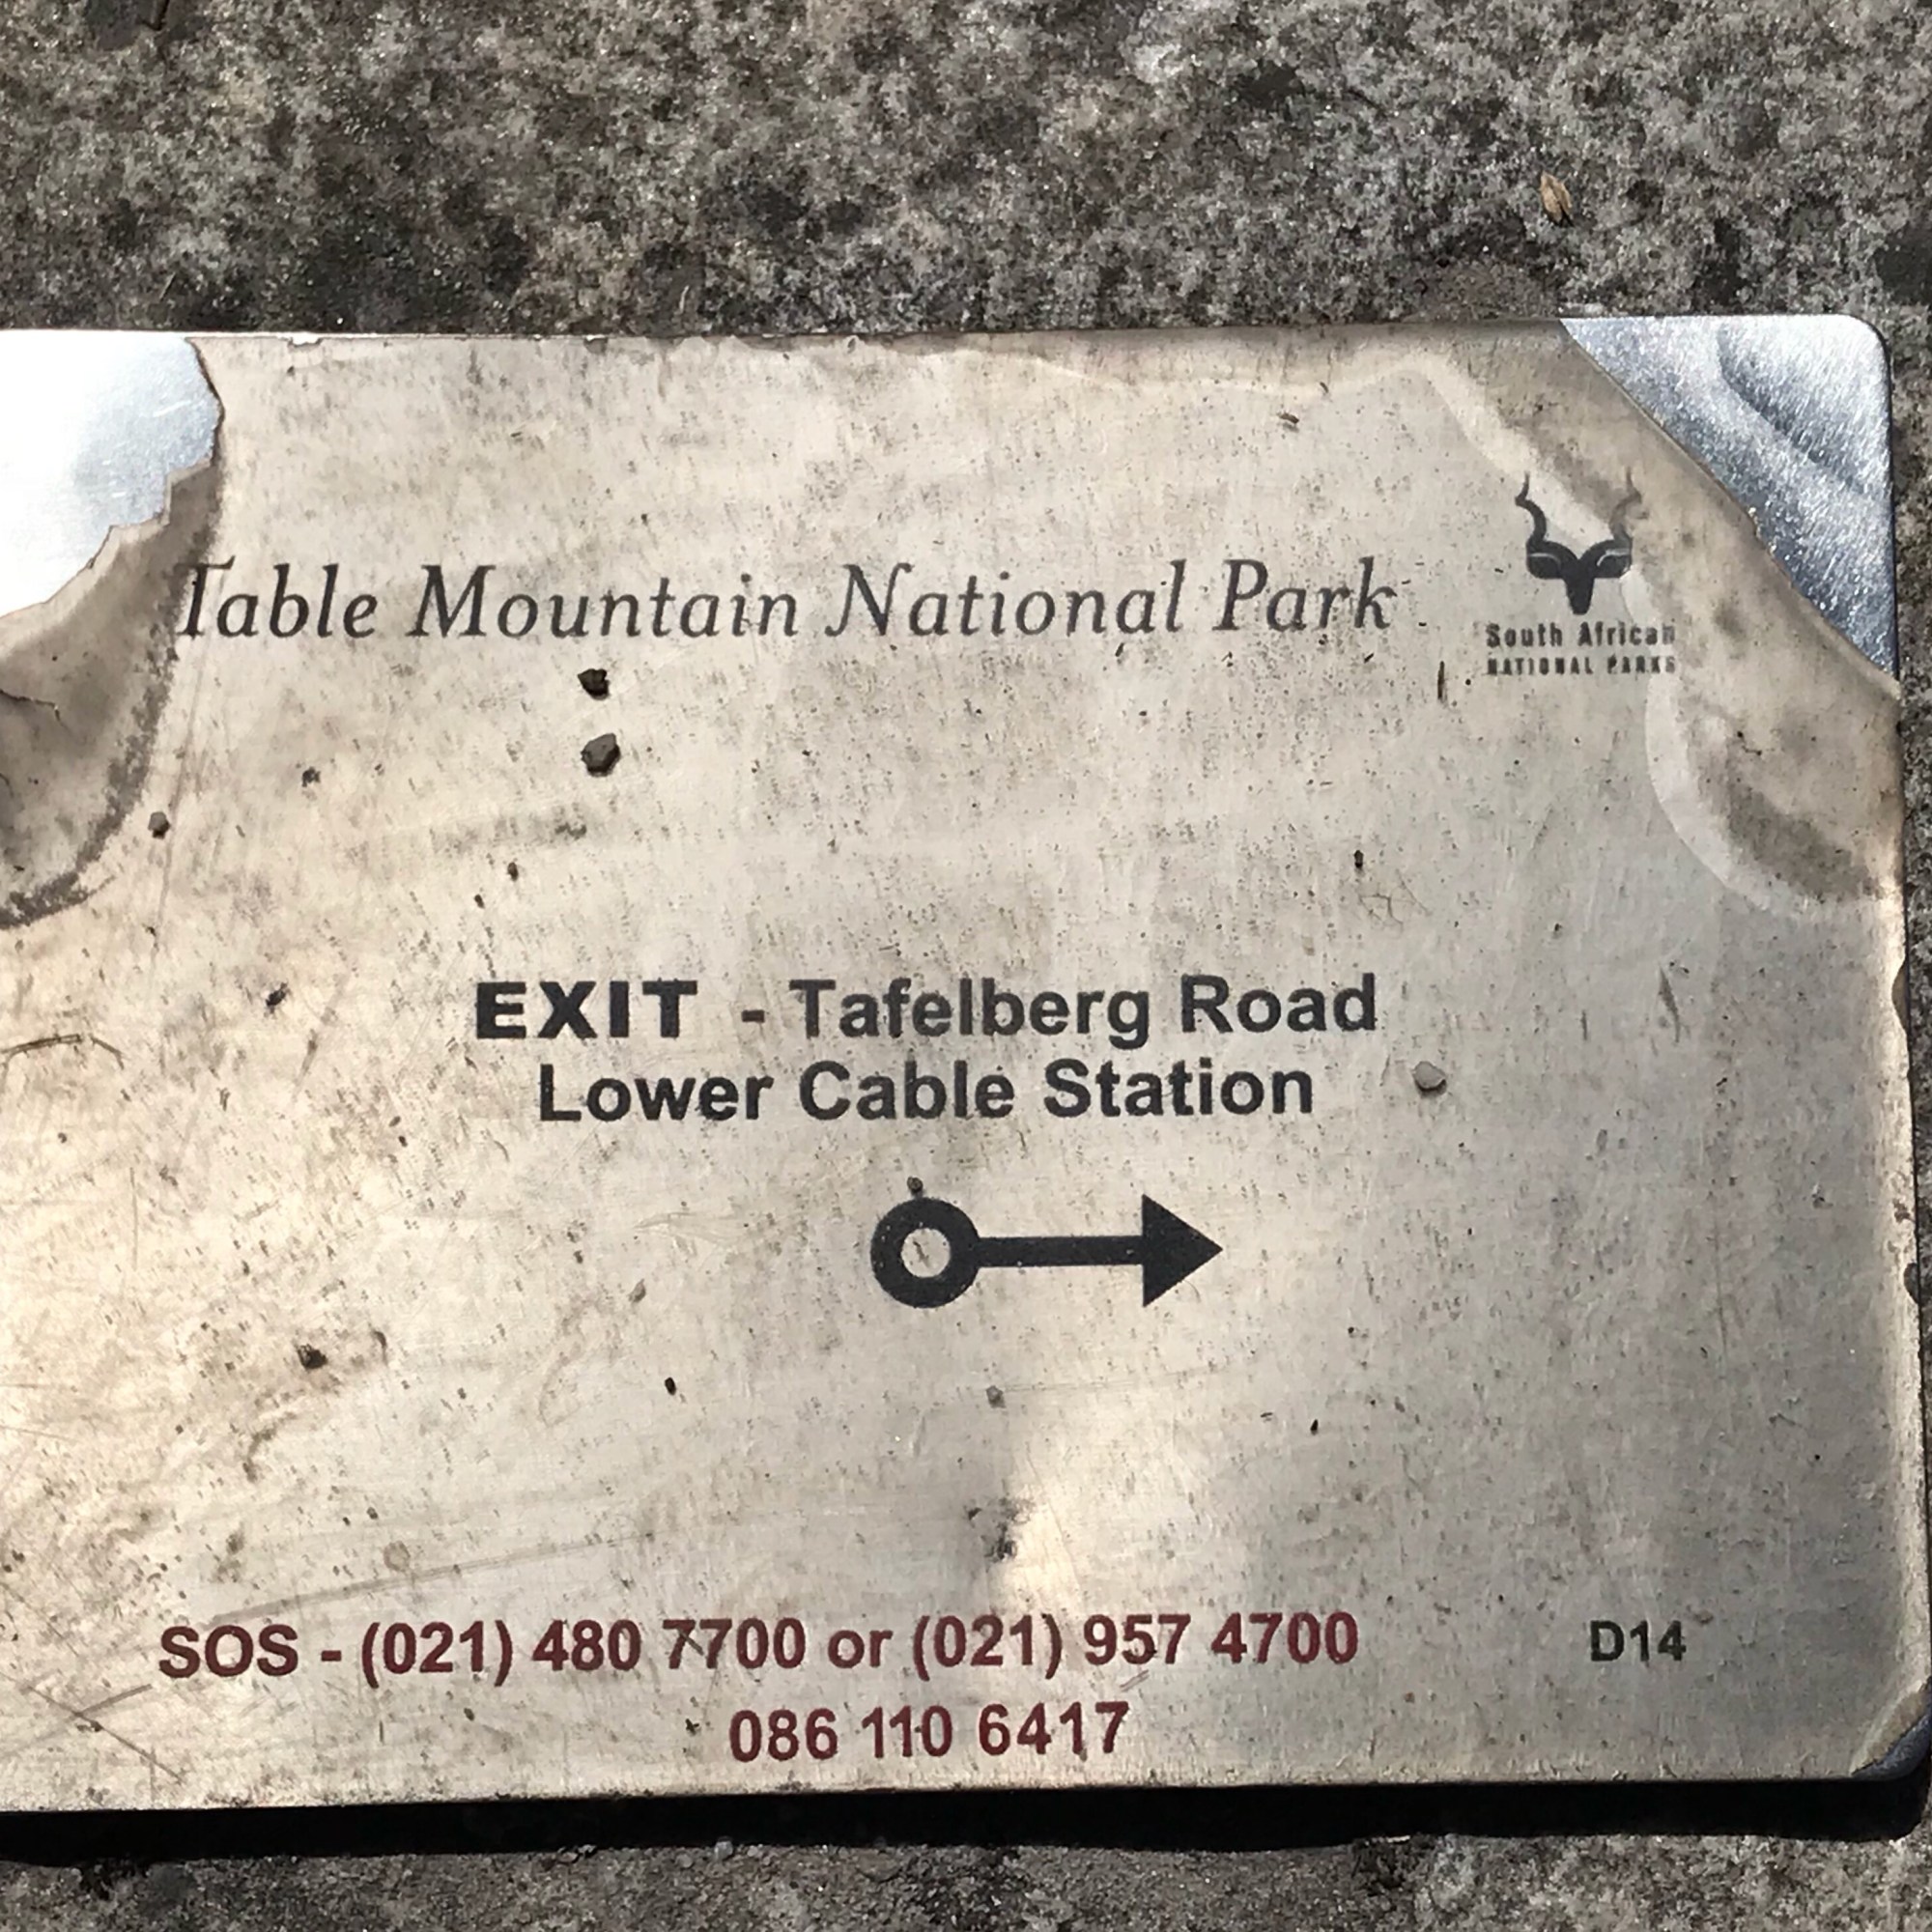 Table Mountain National Park
South African
NATIONAL PARKS
EXIT - Tafelberg Road
Lower Cable Station
SOS - (021) 480 7700 or (021) 957 4700
D14
086 110 6417